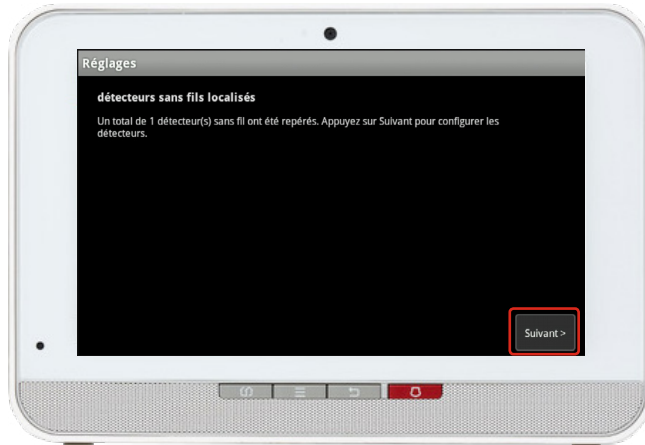 Réglages
détecteurs sans fils localisés
Un total de 1 détecteur(s) sans fil ont été repérés. Appuyez sur Suivant pour configurer les
détecteurs.
Suivant >